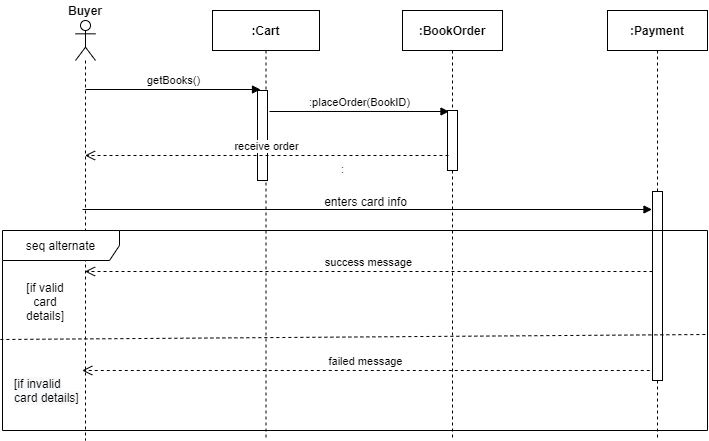 Buyer
:Cart
:BookOrder
:Payment
getBooks()
:placeOrder(BookID)
receive order
:
enters card info
seq alternate
success message
[if valid
card
details]
failed message
[if invalid
card details]